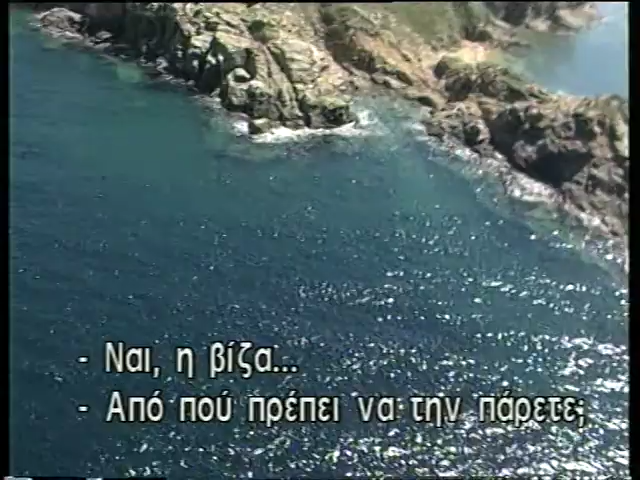 - Ναι, η βίζα...
- Από πού πρέπει να την πάρετε;